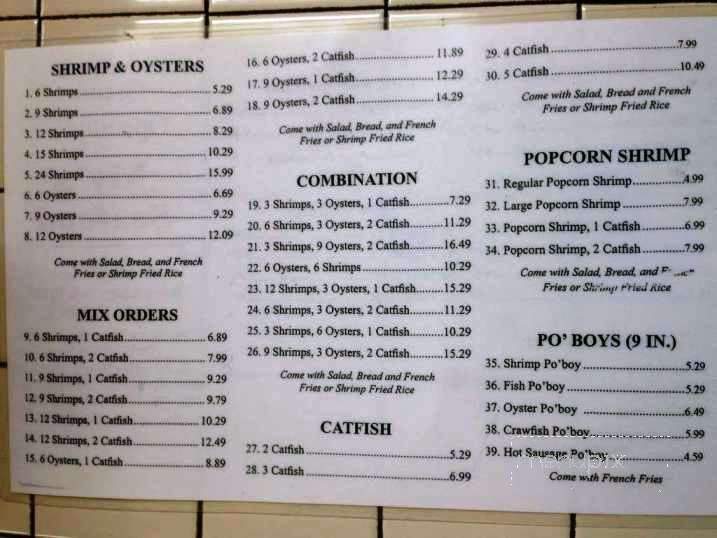 SHRIMP & OYSTERS
1. 6 Shrimps 5.29
2. 9 Shrimps 6.89
3. 12 Shrimps 8.29
4. 15 Shrimps 10.29
5. 24 Shrimps 15.99
6. 6 Oysters 6.69
7. 9 Oysters 9.29
8. 12 Oysters 12.09
Come with Salad, Bread, and French
Fries or Shrimp Fried Rice
MIX ORDERS
9. 6 Shrimps, 1 Catfish 6.89
10. 6 Shrimps, 2 Catfish 7.99
11. 9 Shrimps, 1 Catfish 9.29
12. 9 Shrimps, 2 Catfish 9.79
13. 12 Shrimps, 1 Catfish 10.29
14. 12 Shrimps, 2 Catfish 12.49
15. 6 Oysters, 1 Catfish 8.89
16. 6 Oysters, 2 Catfish 11.89
17. 9 Oysters, 1 Catfish 12.29
18. 9 Oysters, 2 Catfish 14.29
Come with Salad, Bread, and French
Fries or Shrimp Fried Rice
COMBINATION
19. 3 Shrimps, 3 Oysters, 1 Catfish 7.29
20. 6 Shrimps, 3 Oysters, 2 Catfish 11.29
21. 3 Shrimps, 9 Oysters, 2 Catfish 16.49
22. 6 Oysters, 6 Shrimps 10.29
23. 12 Shrimps, 3 Oysters, 1 Catfish 15.29
24. 6 Shrimps, 3 Oysters, 2 Catfish 11.29
25. 3 Shrimps, 6 Oysters, 1 Catfish 10.29
26. 9 Shrimps, 3 Oysters, 2 Catfish 15.29
Come with Salad, Bread, and French
Fries or Shrimp Fried Rice
CATFISH
27. 2 Catfish 5.29
28. 3 Catfish 6.99
29. 4 Catfish 7.99
30. 5 Catfish 10.49
Come with Salad, Bread, and French
Fries or Shrimp Fried Rice
POPCORN SHRIMP
31. Regular Popcorn Shrimp 4.99
32. Large Popcorn Shrimp 7.99
33. Popcorn Shrimp, 1 Catfish 6.99
34. Popcorn Shrimp, 2 Catfish 7.99
Come with Salad, Bread, and
Fries or Shrimp Fried Rice
PO' BOYS (9 IN.)
35. Shrimp Po'boy 5.29
36. Fish Po'boy 5.29
37. Oyster Po'boy 6.49
38. Crawfish Po'boy 5.99
39. Hot Sausage Po'boy 4.59
Come with French Fries